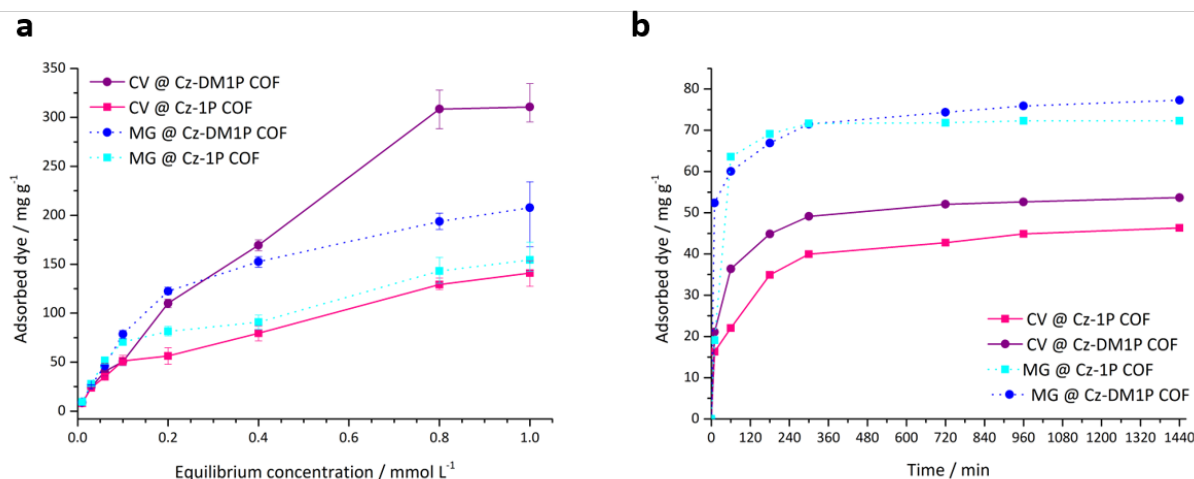 a
350
300
250
200
150
100
50
0
Adsorbed dye / mg g⁻¹
CV @ Cz-DM1P COF
CV @ Cz-1P COF
MG @ Cz-DM1P COF
MG @ Cz-1P COF
0.0 0.2 0.4 0.6 0.8 1.0
Equilibrium concentration / mmol L⁻¹
b
80
70
60
50
40
30
20
10
0
Adsorbed dye / mg g⁻¹
CV @ Cz-1P COF
CV @ Cz-DM1P COF
MG @ Cz-1P COF
MG @ Cz-DM1P COF
0 120 240 360 480 600 720 840 960 1080 1200 1320 1440
Time / min